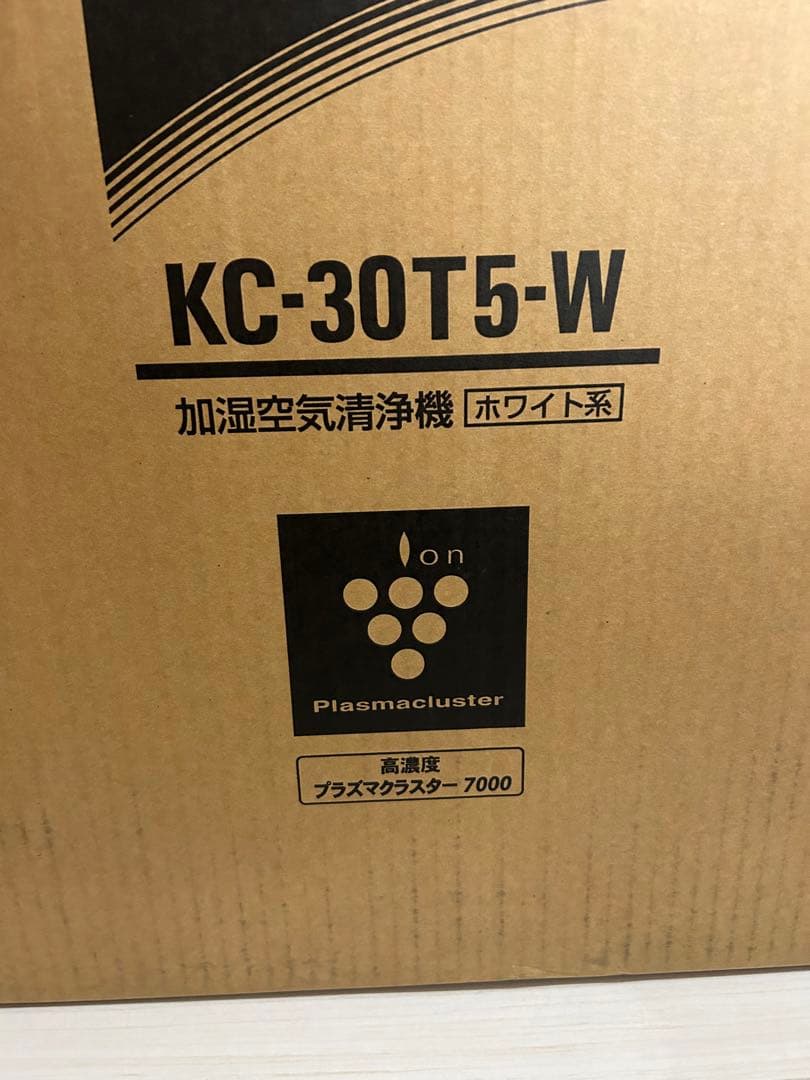 KC-30T5-W
加湿空気清浄機 ホワイト系
Ion
Plasmacluster
高濃度
プラズマクラスター 7000